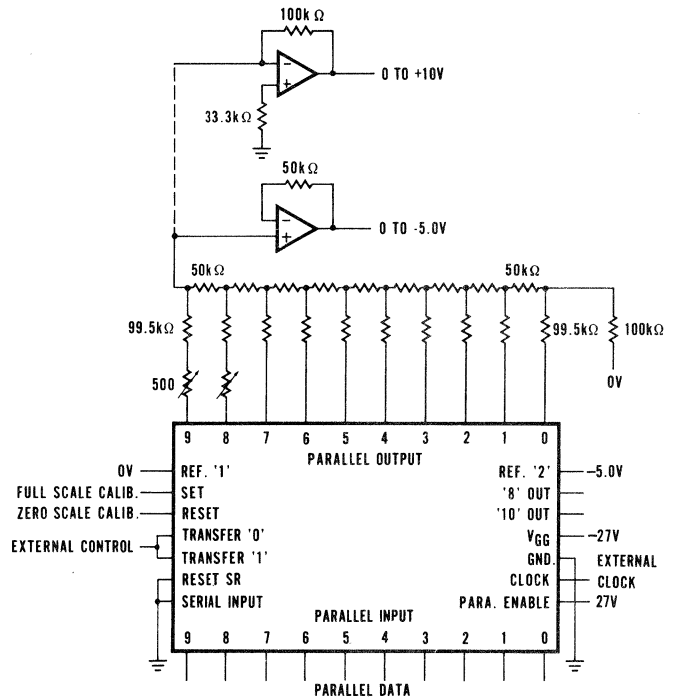 100k Ω
0 TO +10V
33.3kΩ
50kΩ
0 TO -5.0V
50kΩ 50kΩ
99.5kΩ 99.5kΩ 100kΩ
500
0V
9 8 7 6 5 4 3 2 1 0
PARALLEL OUTPUT
0V REF. '1' REF. '2' -5.0V
FULL SCALE CALIB. SET '8' OUT
ZERO SCALE CALIB. RESET '10' OUT
TRANSFER '0' VGG -27V
EXTERNAL CONTROL
TRANSFER '1' GND. EXTERNAL
RESET SR CLOCK CLOCK
SERIAL INPUT PARA. ENABLE 27V
PARALLEL INPUT
9 8 7 6 5 4 3 2 1 0
PARALLEL DATA